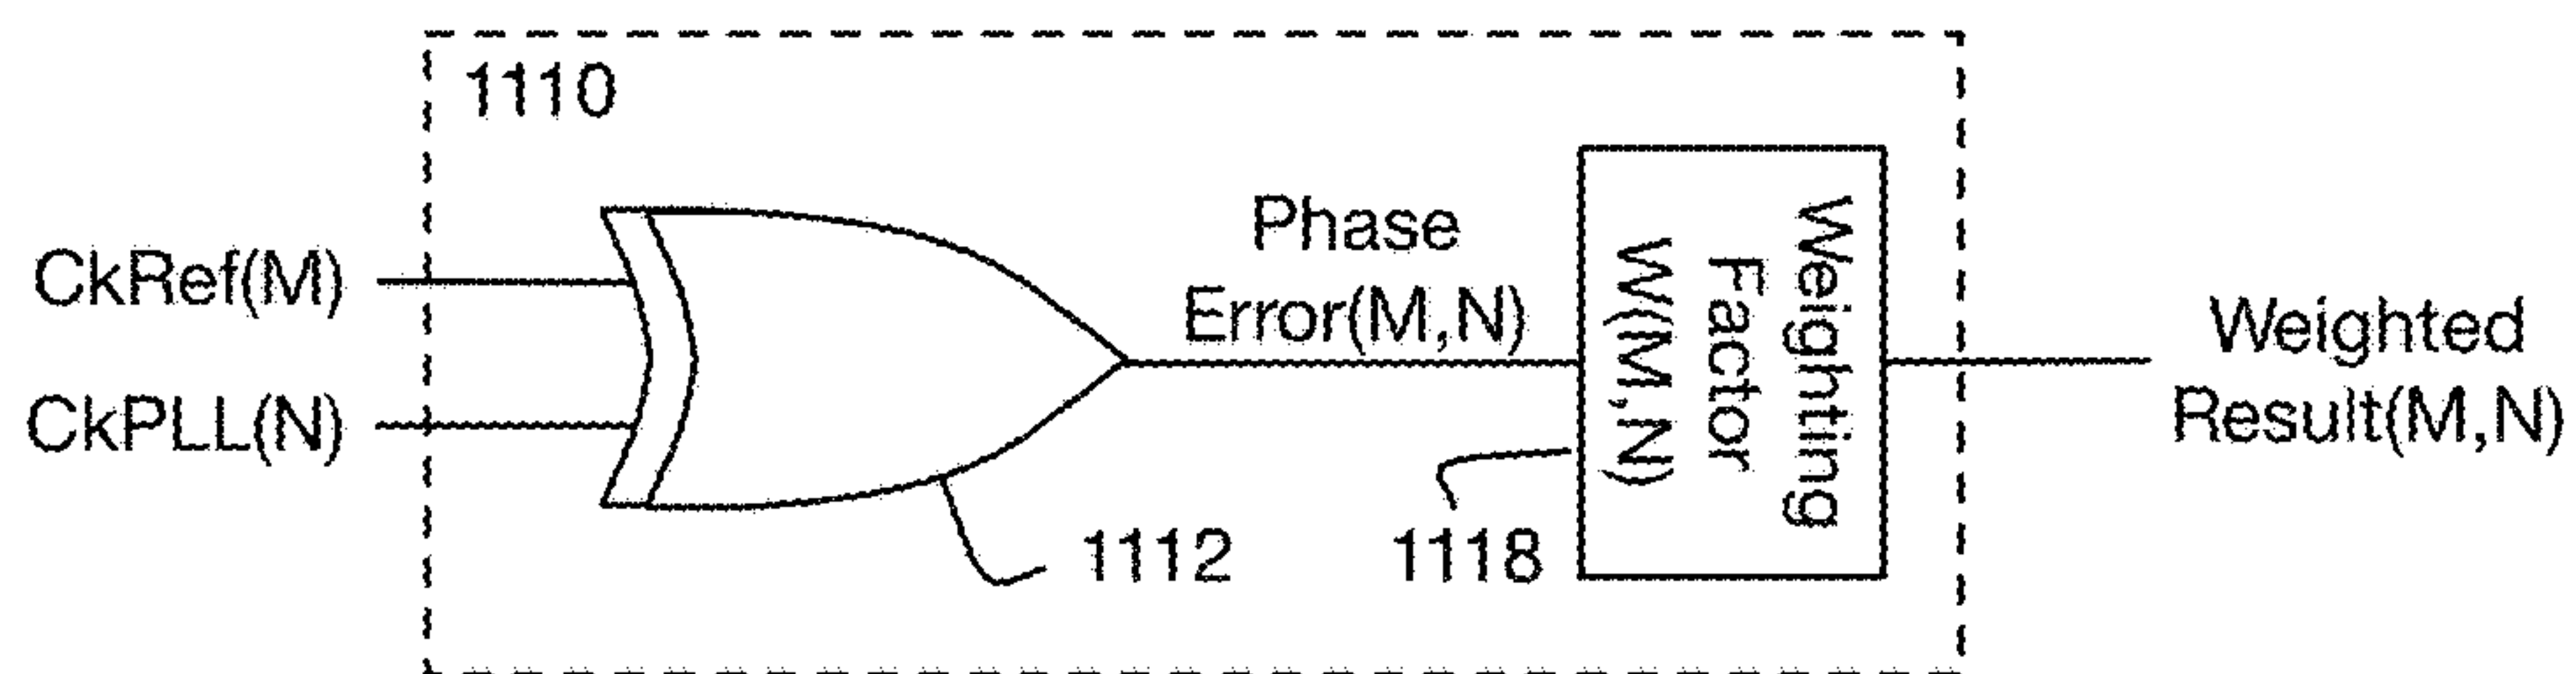 1110
CkRef(M)
CkPLL(N)
Phase
Error(M,N)
1112
1118
Weighting
Factor
W(M,N)
Weighted
Result(M,N)